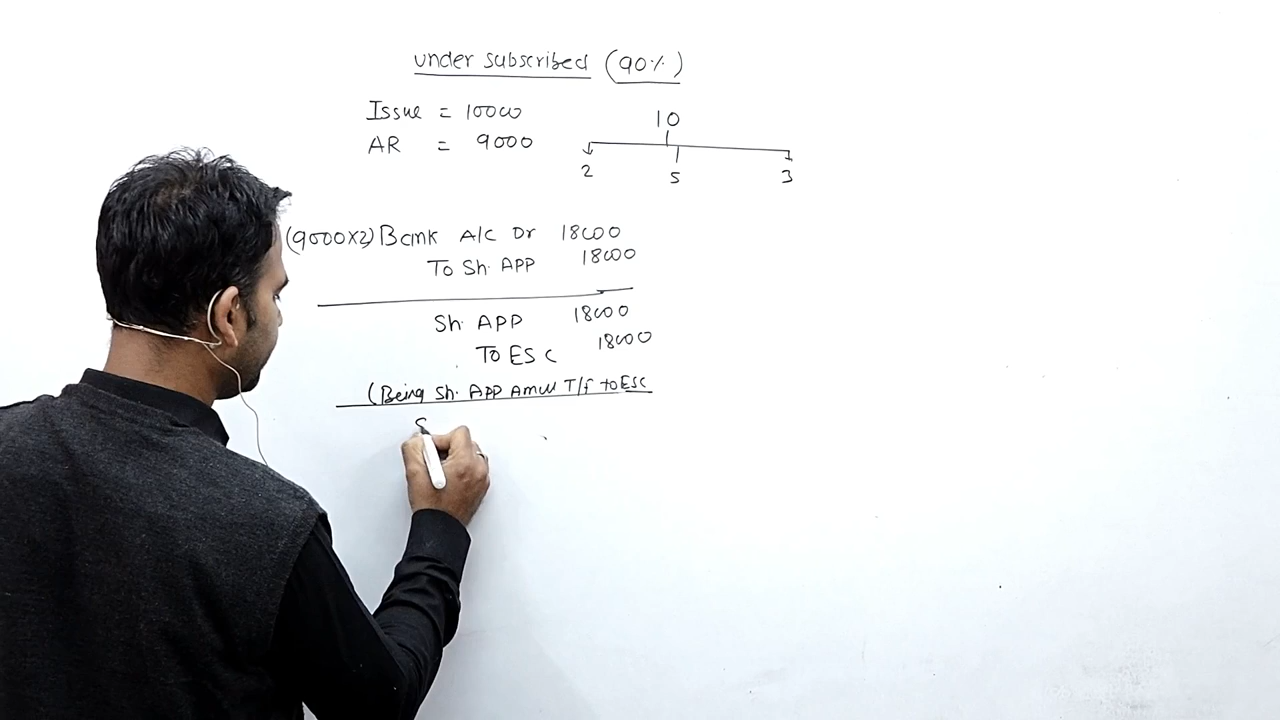 under subscribed (90%)
Issue = 10000
AR = 9000
10
2 5 3
(9000X2) Bank A/C Dr 18000
To Sh. APP 18000
Sh. APP 18000
TO ESC 18000
(Being Sh. APP Amut T/f to ESC
S